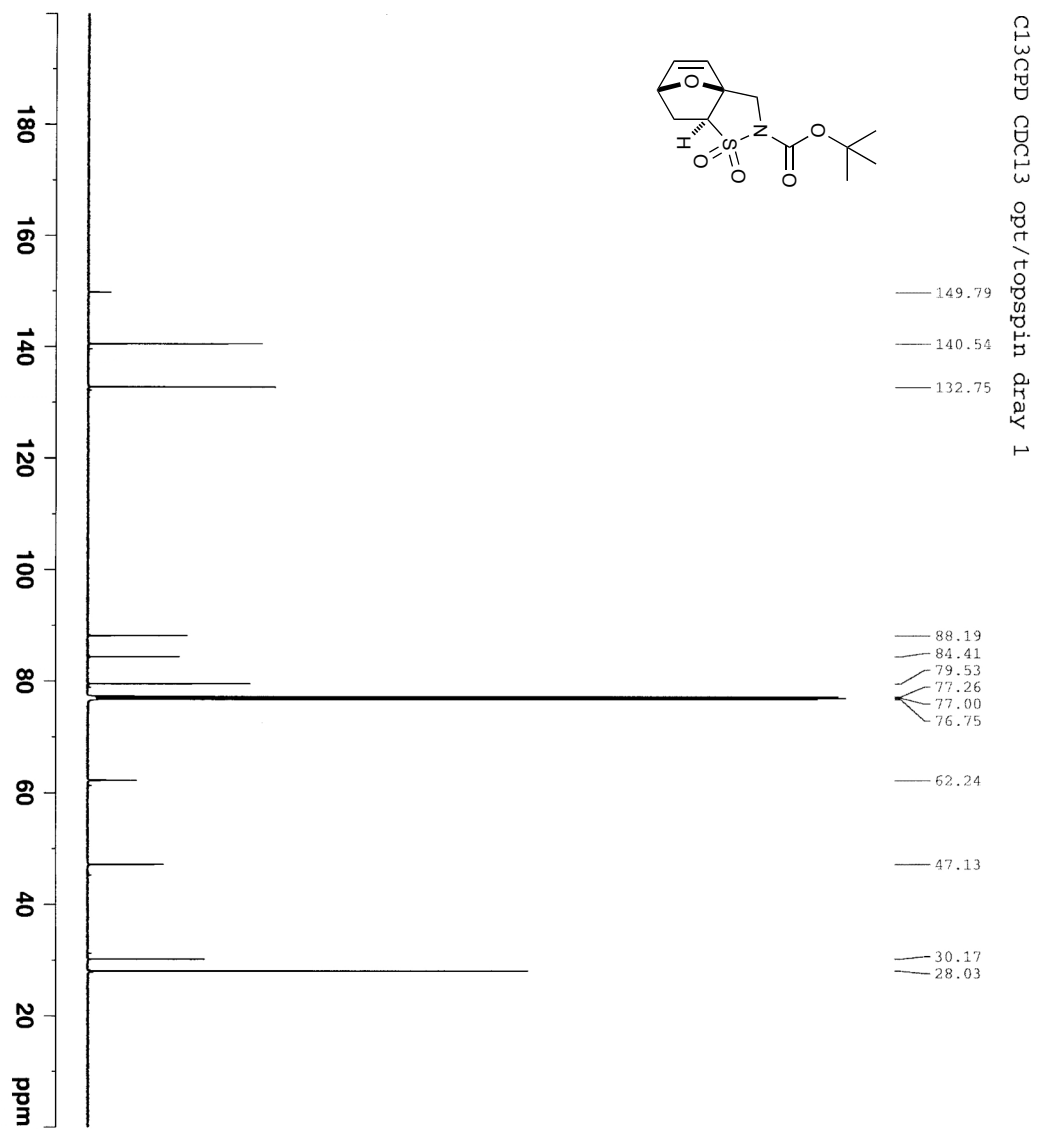 C13CPD CDCl3 opt/topspin dray 1
O
H
S
O
O
N
O
O
149.79
140.54
132.75
88.19
84.41
79.53
77.26
77.00
76.75
62.24
47.13
30.17
28.03
180
160
140
120
100
80
60
40
20
ppm